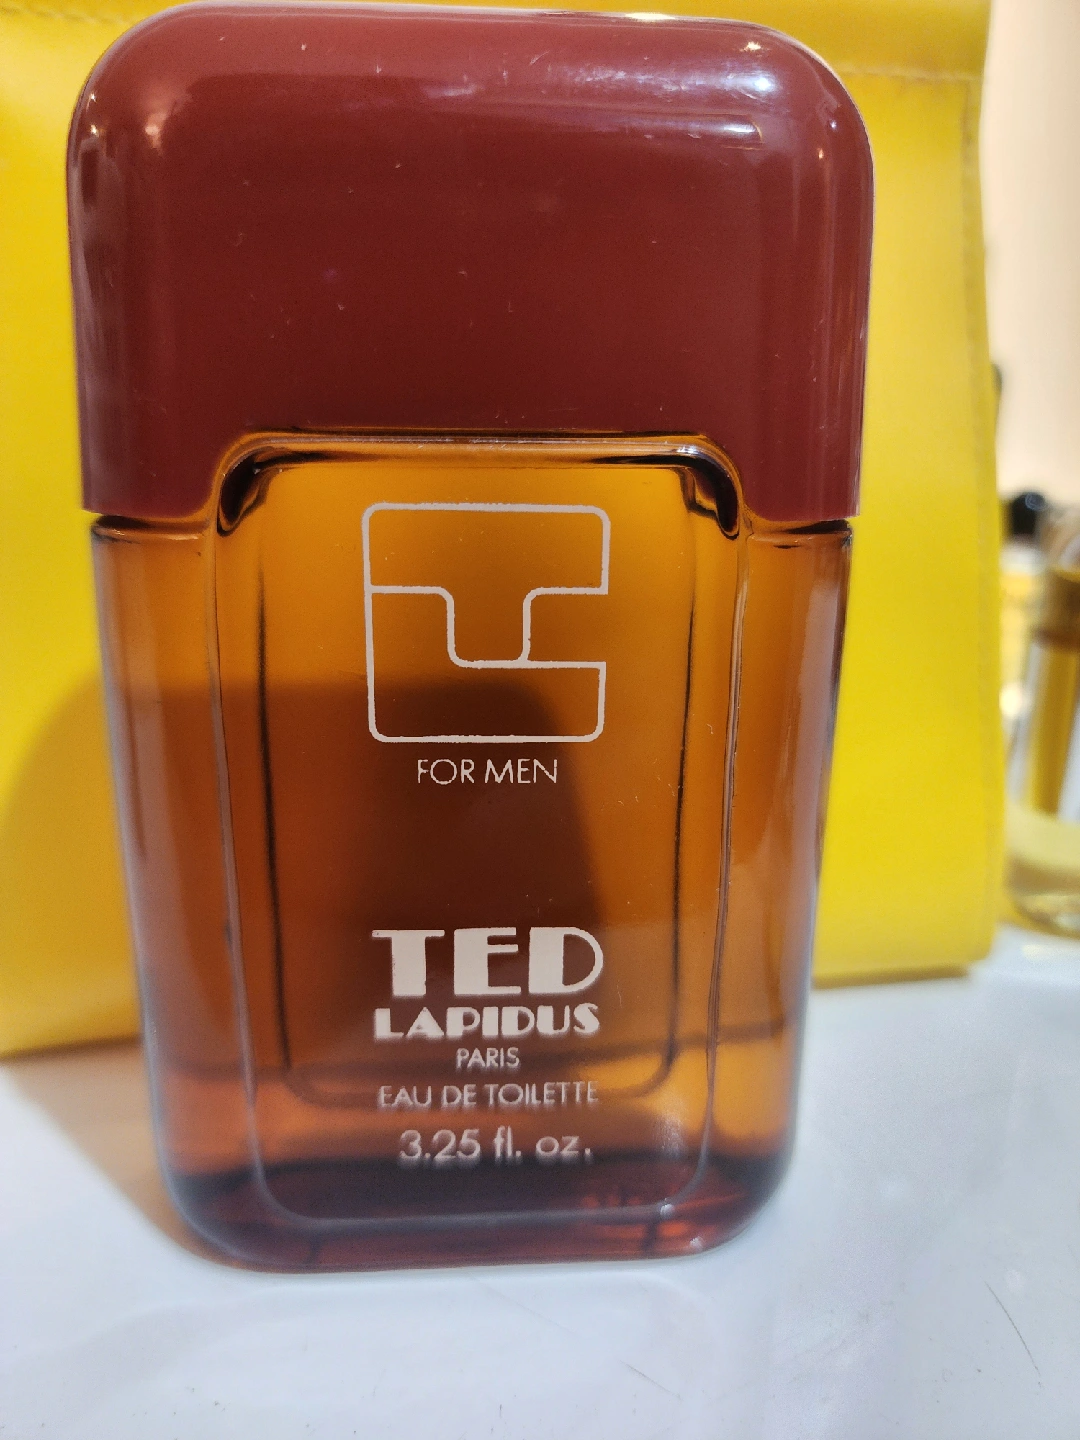 FOR MEN
TED
LAPIDUS
PARIS
EAU DE TOILETTE
3.25 fl. oz.